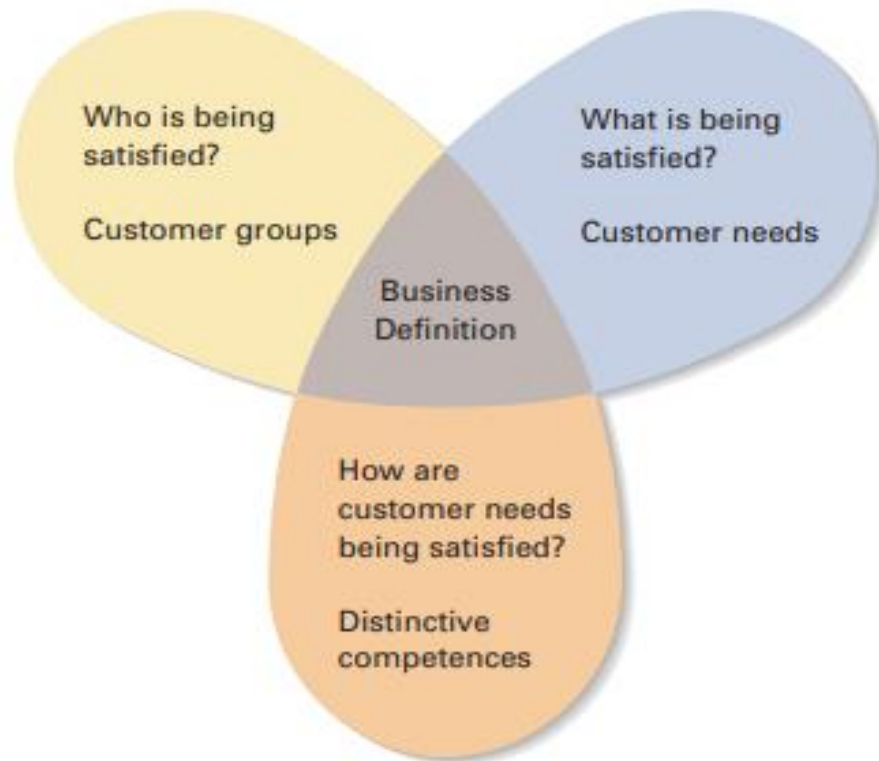 Who is being
satisfied?
Customer groups
What is being
satisfied?
Customer needs
Business
Definition
How are
customer needs
being satisfied?
Distinctive
competences